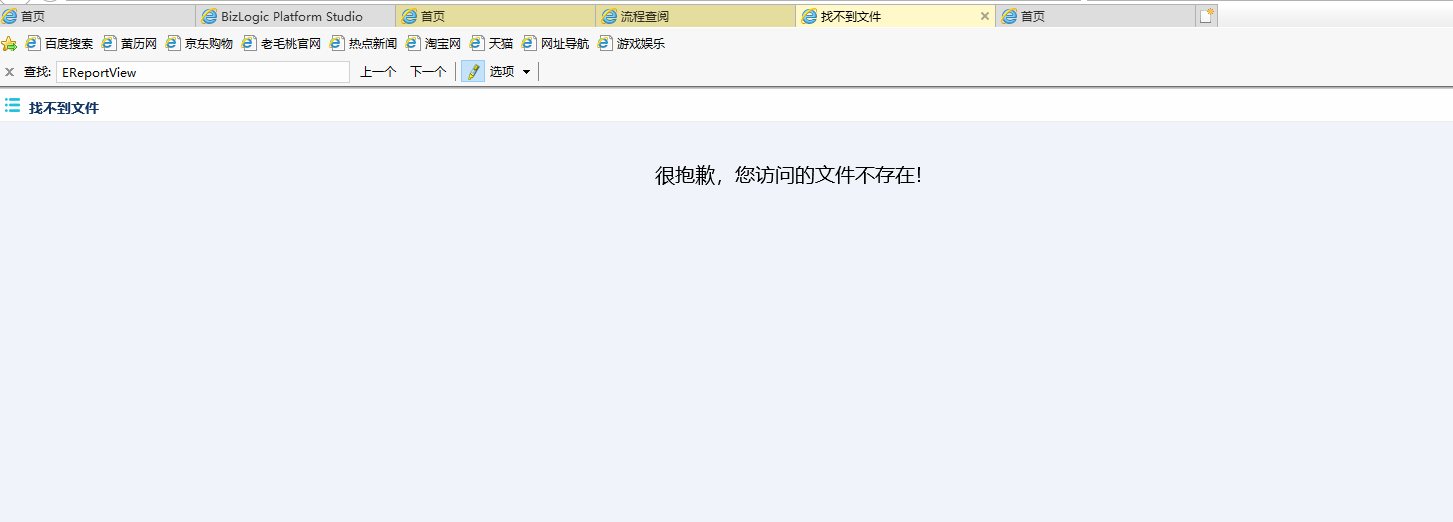 首页 BizLogic Platform Studio 首页 流程查阅 找不到文件 首页
百度搜索 黄历网 京东购物 老毛桃官网 热点新闻 淘宝网 天猫 网址导航 游戏娱乐
查找: EReportView 上一个 下一个 选项
找不到文件
很抱歉，您访问的文件不存在！